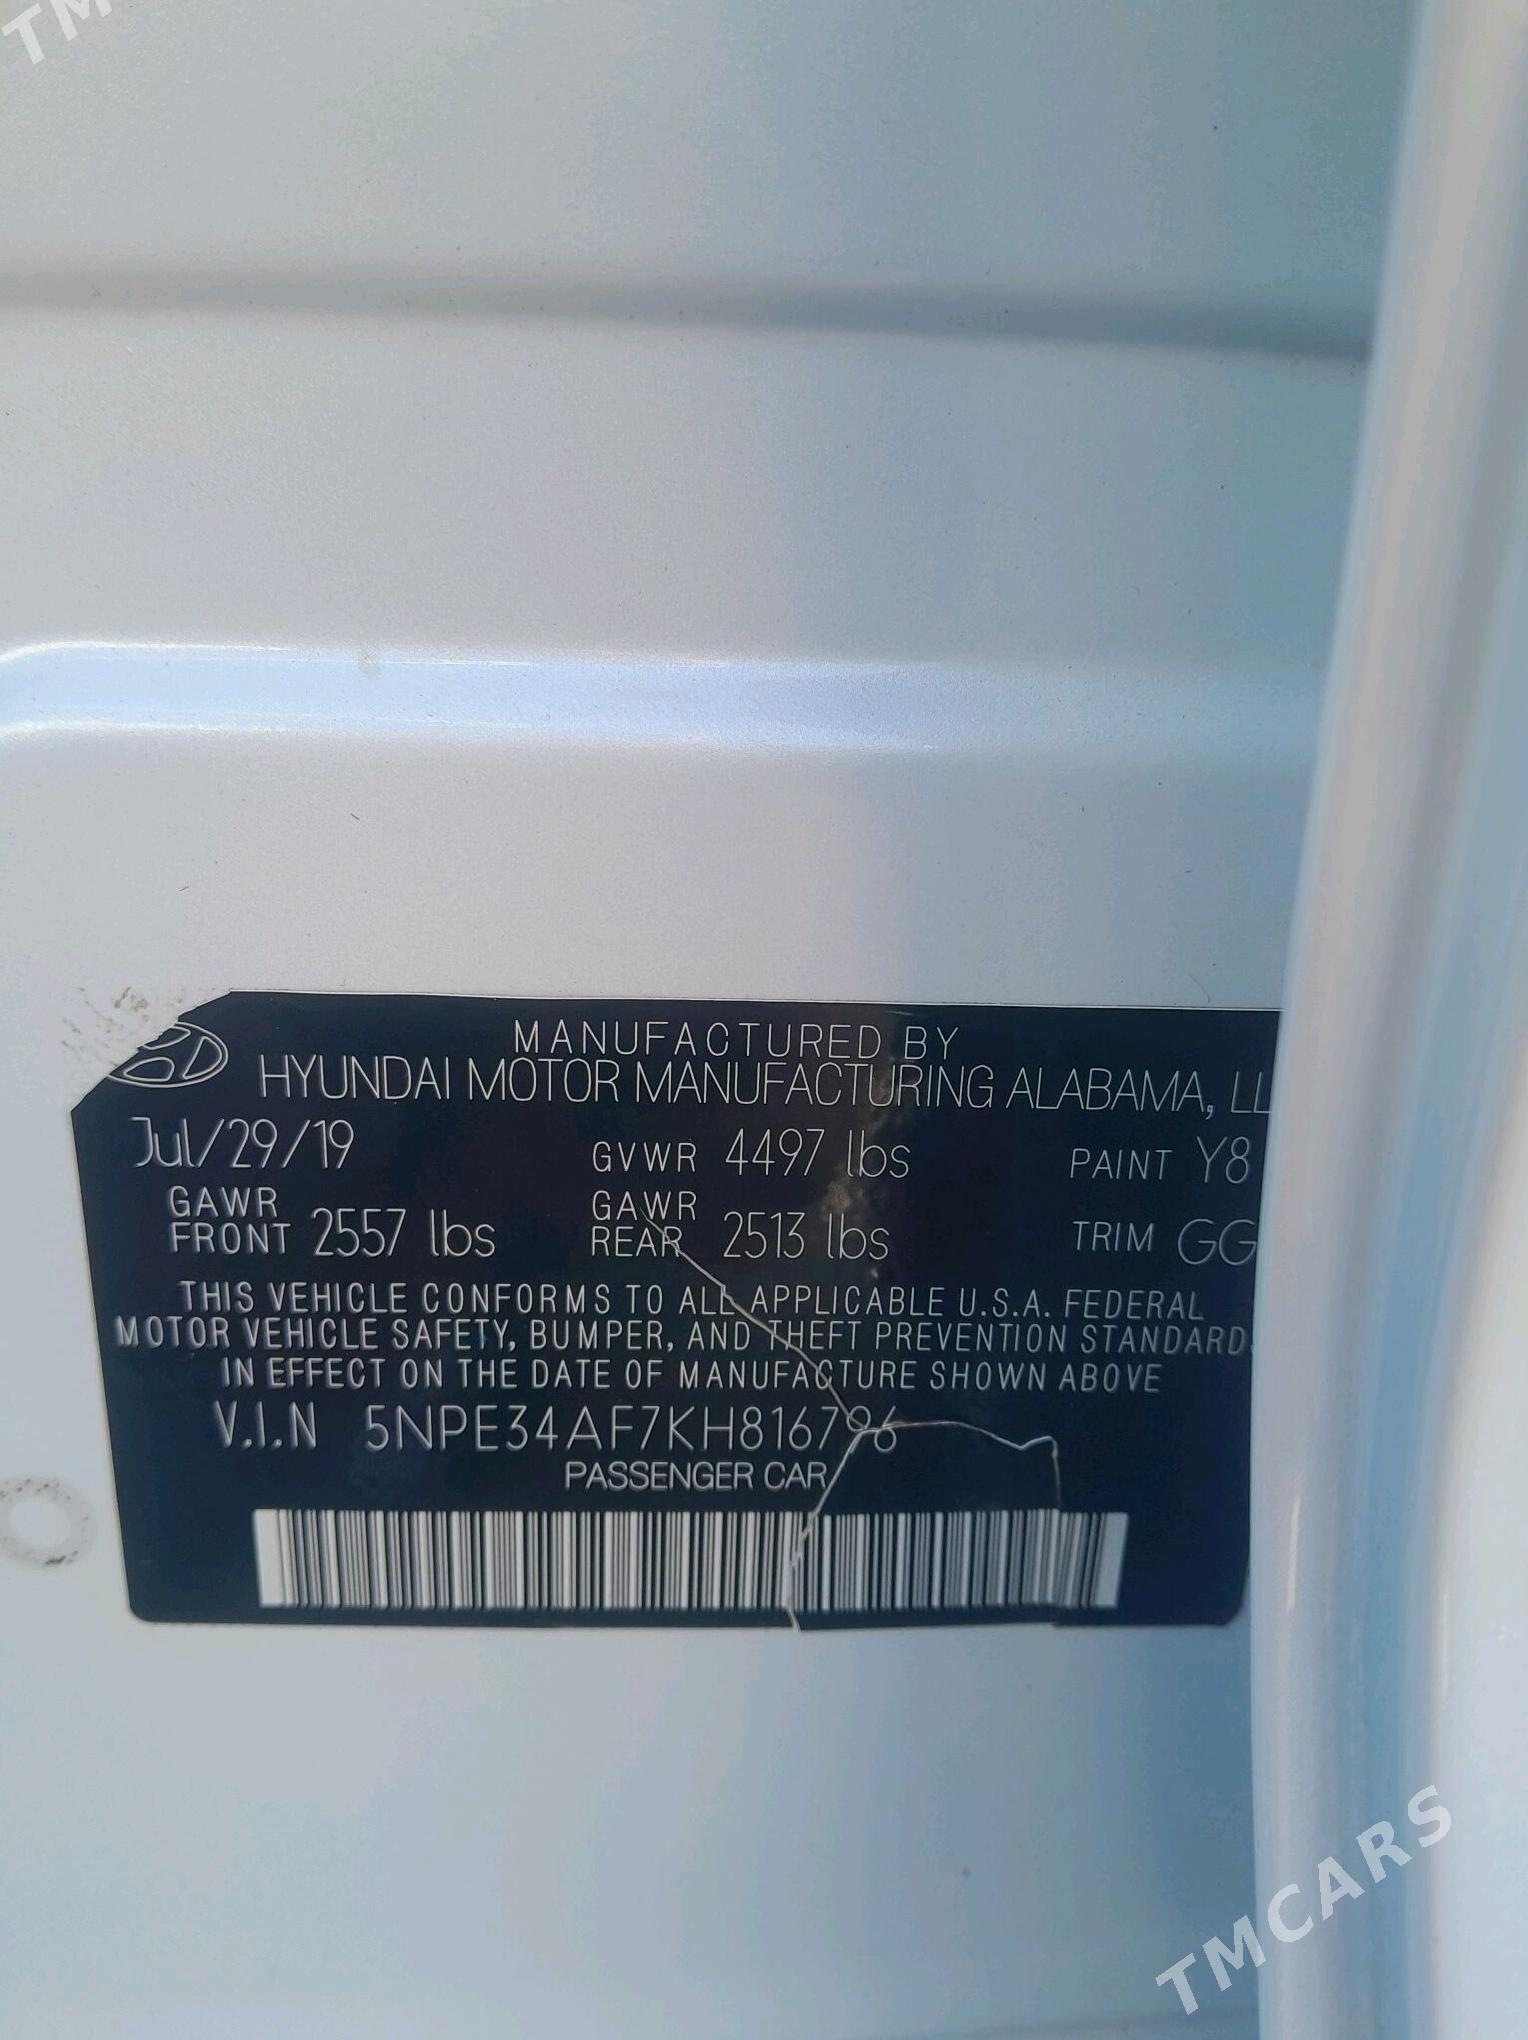 TM
MANUFACTURED BY
HYUNDAI MOTOR MANUFACTURING ALABAMA, LL
Jul/29/19 GVWR 4497 lbs PAINT Y8
GAWR FRONT 2557 lbs GAWR REAR 2513 lbs TRIM GG
THIS VEHICLE CONFORMS TO ALL APPLICABLE U.S.A. FEDERAL
MOTOR VEHICLE SAFETY, BUMPER, AND THEFT PREVENTION STANDARD
IN EFFECT ON THE DATE OF MANUFACTURE SHOWN ABOVE
V.I.N 5NPE34AF7KH816796
PASSENGER CAR
TMCARS